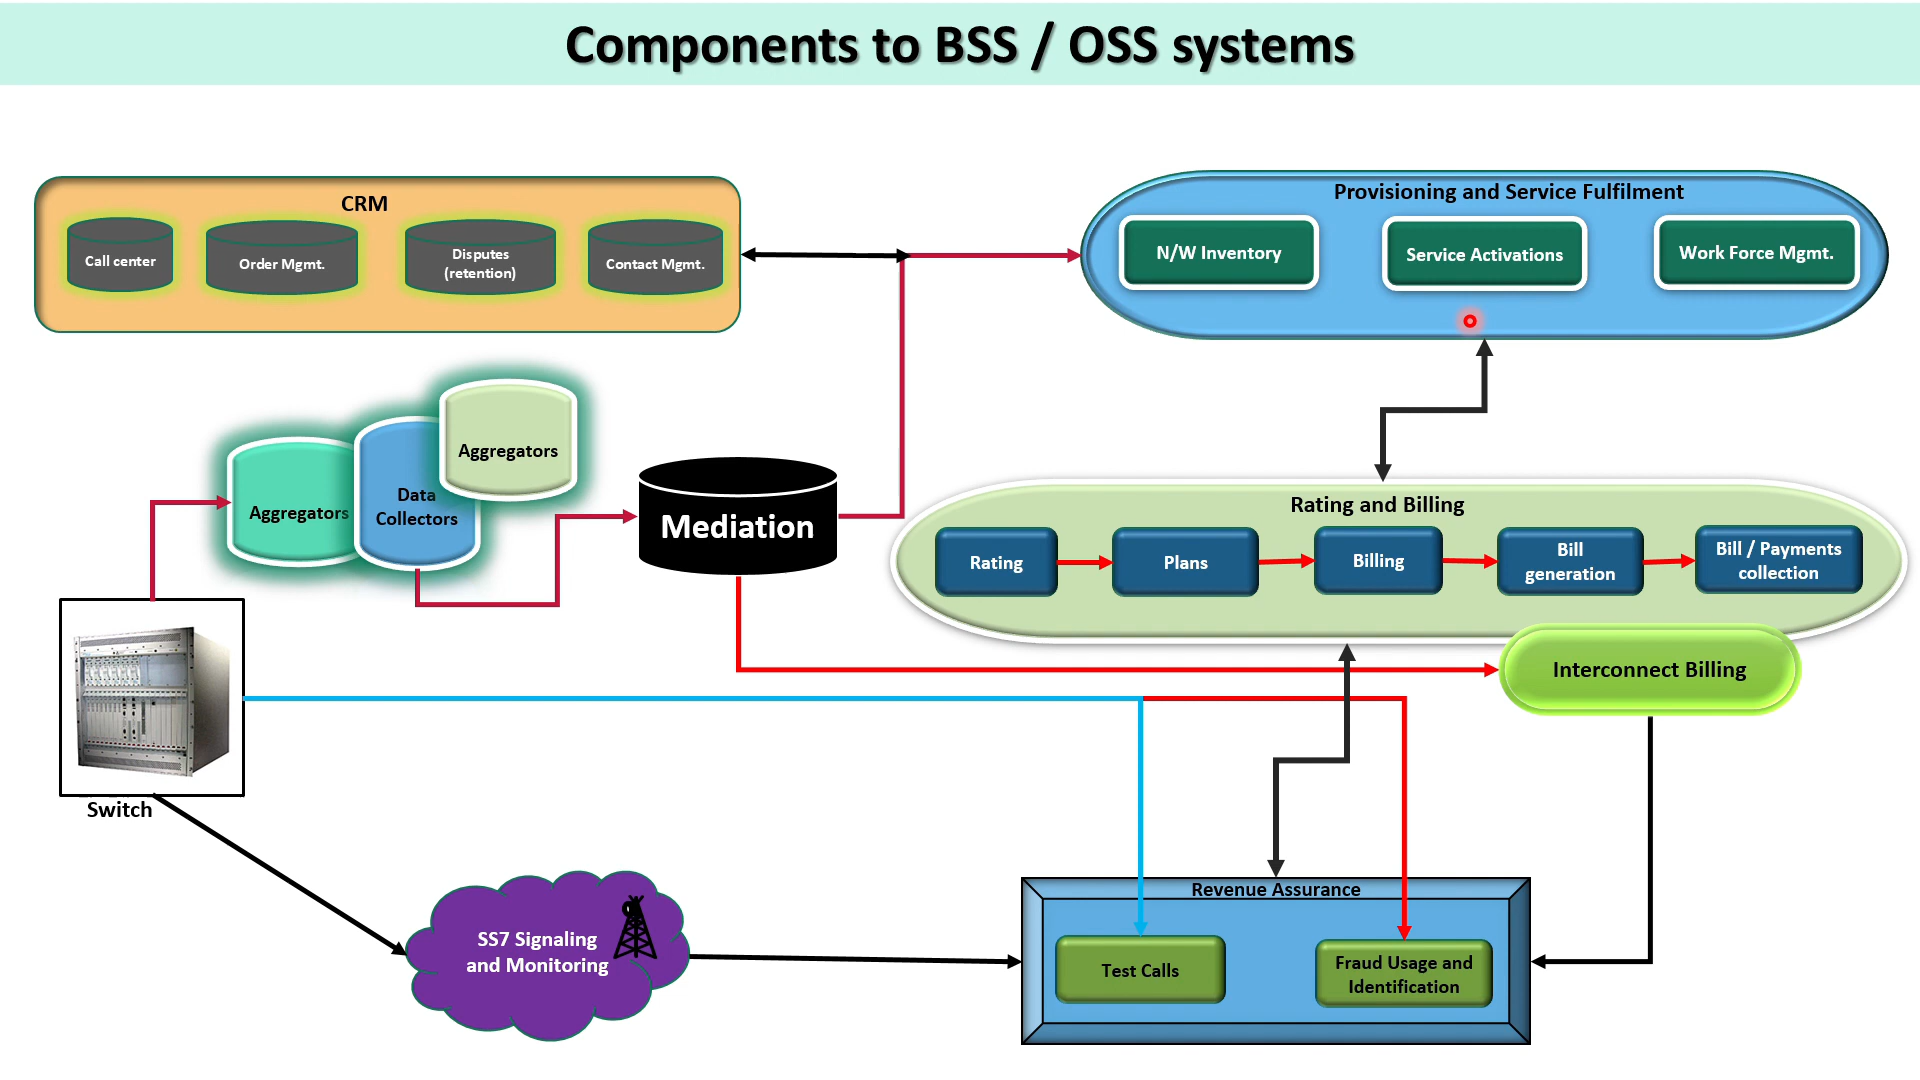 Components to BSS / OSS systems
CRM
Call center
Order Mgmt.
Disputes
(retention)
Contact Mgmt.
Provisioning and Service Fulfilment
N/W Inventory
Service Activations
Work Force Mgmt.
Aggregators
Data
Collectors
Aggregators
Mediation
Rating and Billing
Rating
Plans
Billing
Bill
generation
Bill / Payments
collection
Interconnect Billing
Switch
SS7 Signaling
and Monitoring
Revenue Assurance
Test Calls
Fraud Usage and
Identification